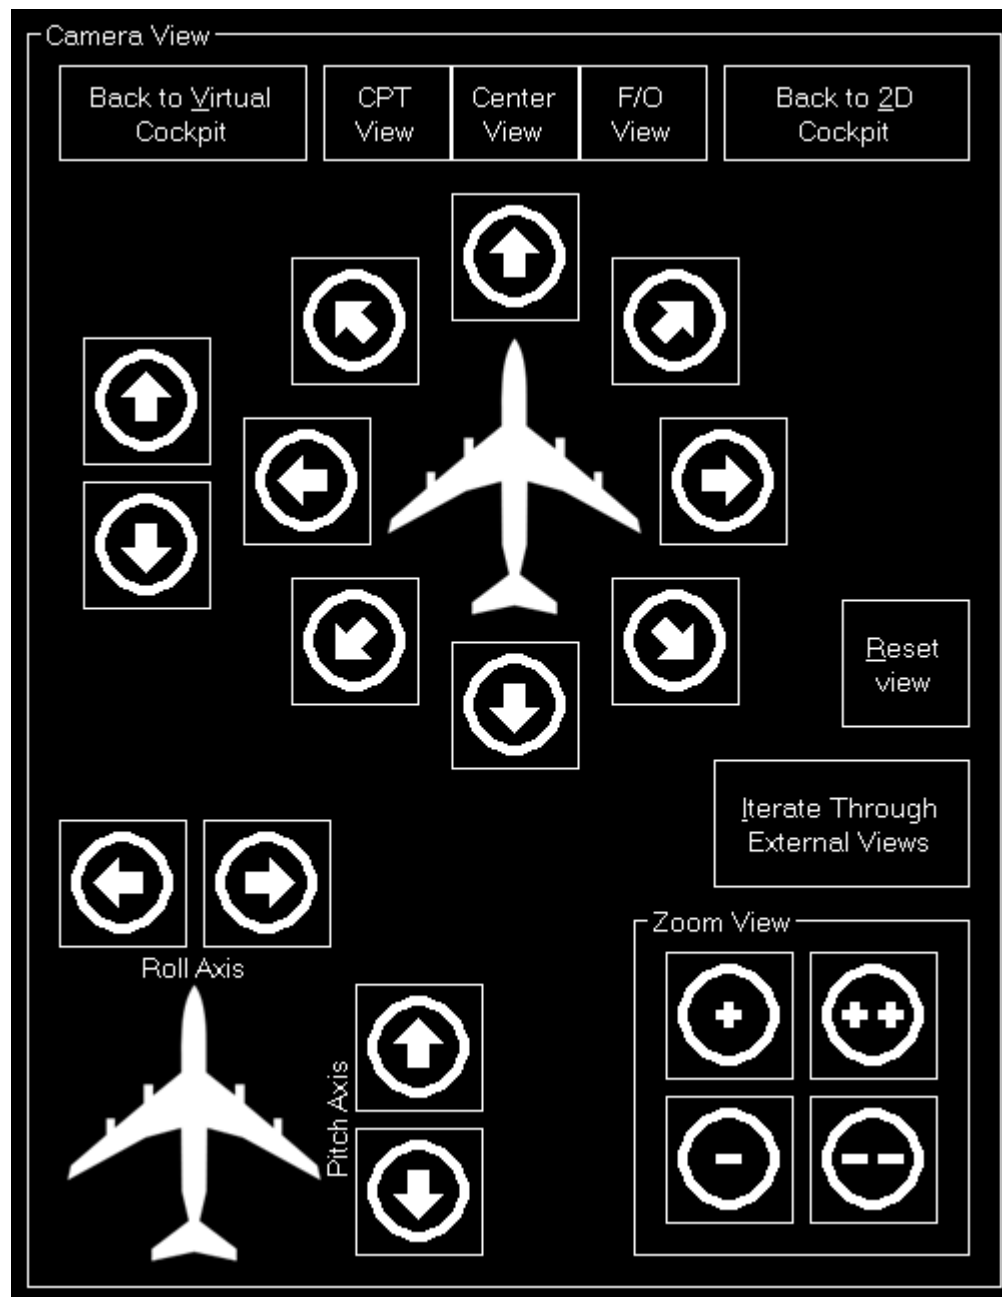 Camera View
Back to Virtual
Cockpit
CPT
View
Center
View
F/O
View
Back to 2D
Cockpit
Reset
view
Iterate Through
External Views
Roll Axis
Pitch Axis
Zoom View
+
++
-
--